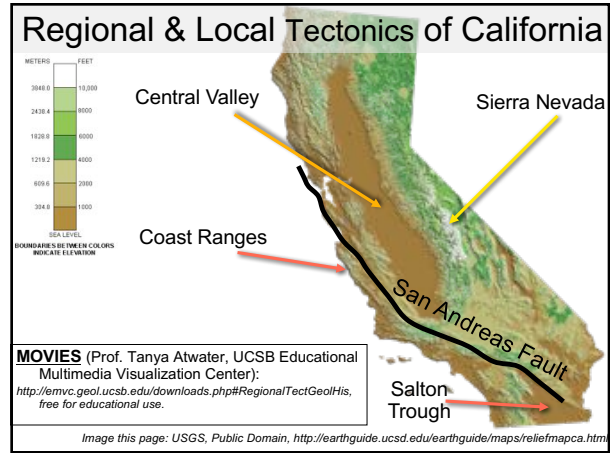 Regional & Local Tectonics of California
METERS FEET
3048.0 10,000
2438.4 8000
1828.8 6000
1219.2 4000
609.6 2000
304.8 1000
SEA LEVEL
BOUNDARIES BETWEEN COLORS
INDICATE ELEVATION
Central Valley
Sierra Nevada
Coast Ranges
San Andreas Fault
MOVIES (Prof. Tanya Atwater, UCSB Educational
Multimedia Visualization Center):
http://emvc.geol.ucsb.edu/downloads.php#RegionalTectGeolHis,
free for educational use.
Salton
Trough
Image this page: USGS, Public Domain, http://earthguide.ucsd.edu/earthguide/maps/reliefmapca.html